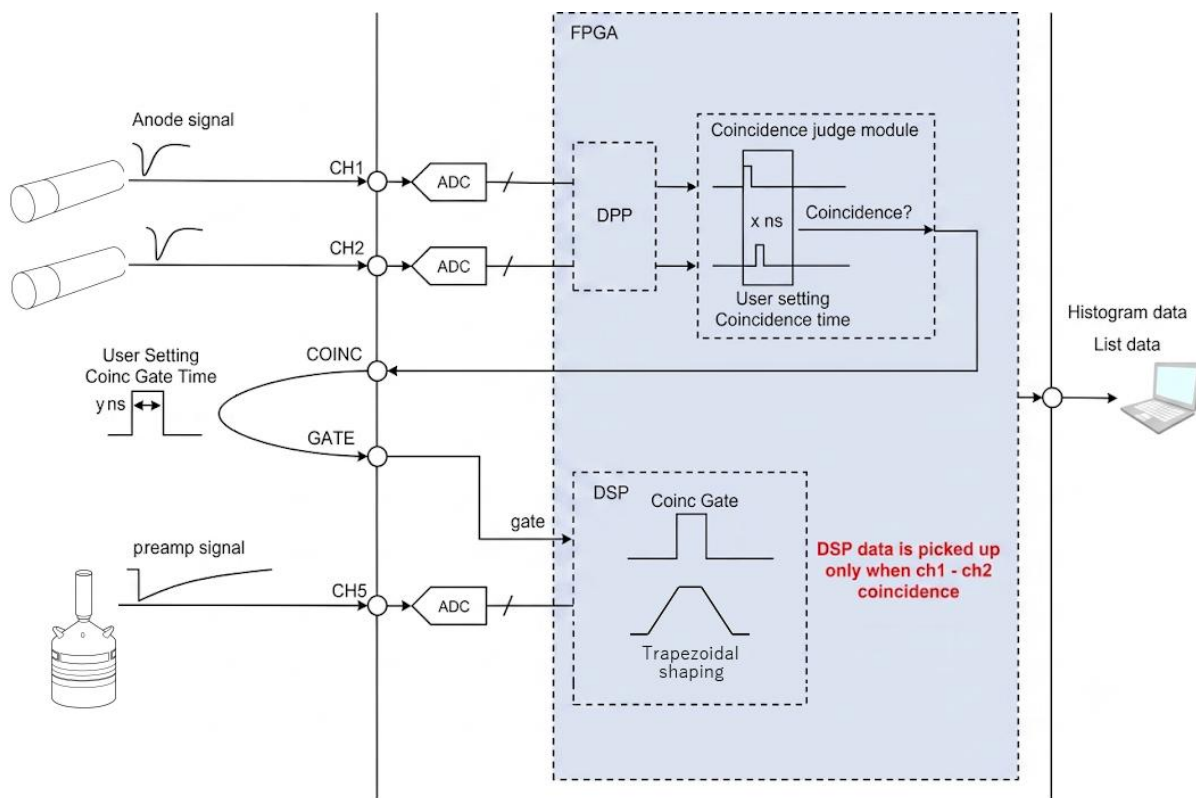 FPGA
Anode signal
CH1
ADC
DPP
Coincidence judge module
x ns
Coincidence?
User setting
Coincidence time
CH2
ADC
Histogram data
List data
User Setting
Coinc Gate Time
y ns
COINC
GATE
gate
DSP
Coinc Gate
Trapezoidal
shaping
DSP data is picked up
only when ch1 - ch2
coincidence
preamp signal
CH5
ADC